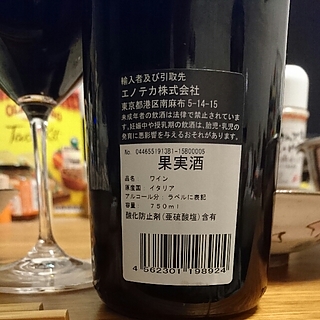 輸入者及び引取先
エノテカ株式会社
東京都港区南麻布 5-14-15
未成年者の飲酒は法律で禁止されています。
妊娠中や授乳期の飲酒は、胎児・乳児の
発育に悪影響を与えるおそれがあります。
No. 0446551913B1-15B00005
果実酒
品名 ワイン
原産国 イタリア
アルコール分 ラベルに表記
容量 750ml
酸化防止剤(亜硫酸塩)含有
4 562301 198924